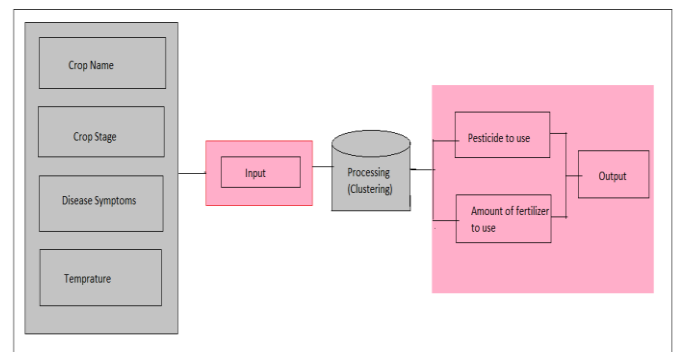 Crop Name
Crop Stage
Disease Symptoms
Temprature
Input
Processing
(Clustering)
Pesticide to use
Amount of fertilizer
to use
Output